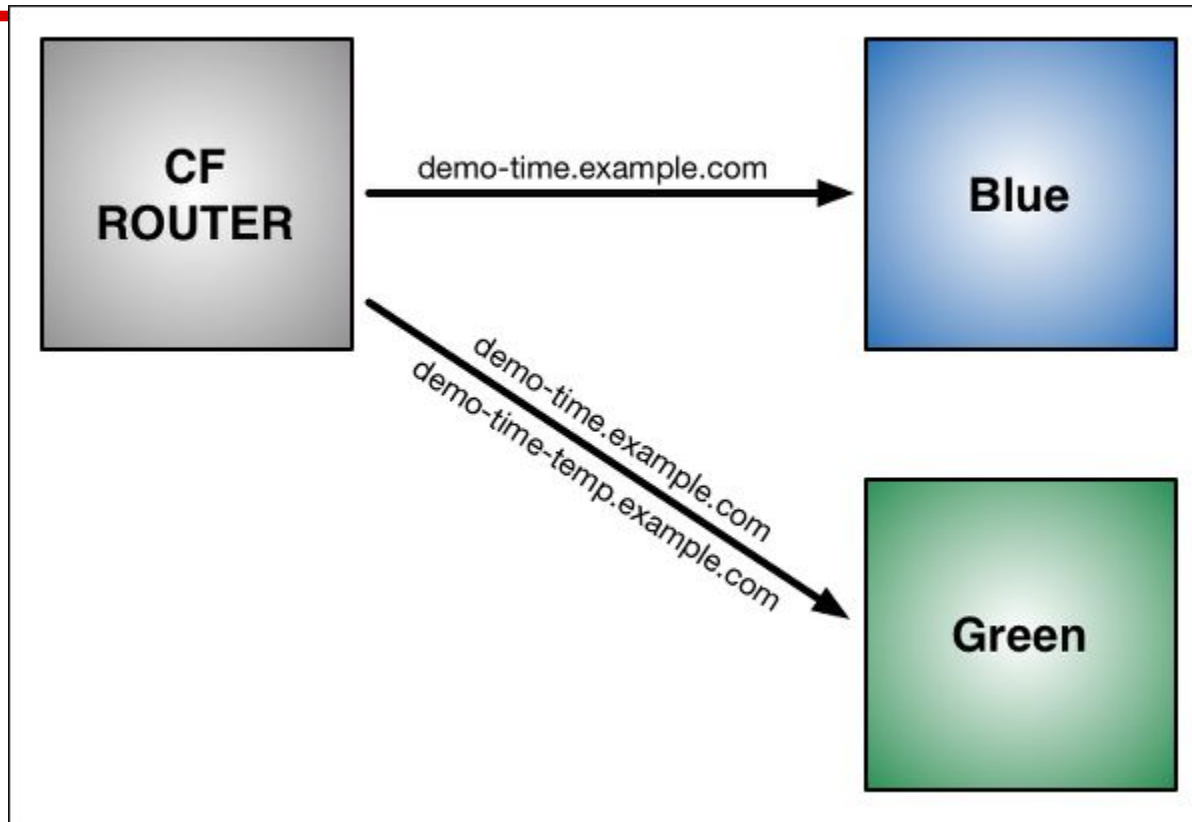 CF
ROUTER
demo-time.example.com
Blue
demo-time.example.com
demo-time-temp.example.com
Green